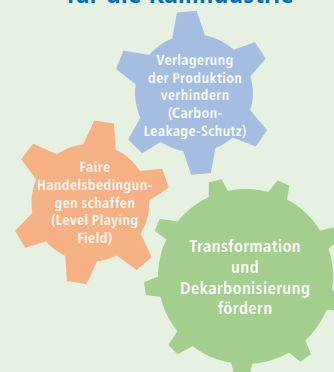 für die Kaliindustrie
Verlagerung
der Produktion
verhindern
(Carbon-
Leakage-Schutz)
Faire
Handelsbedingun-
gen schaffen
(Level Playing
Field)
Transformation
und
Dekarbonisierung
fördern